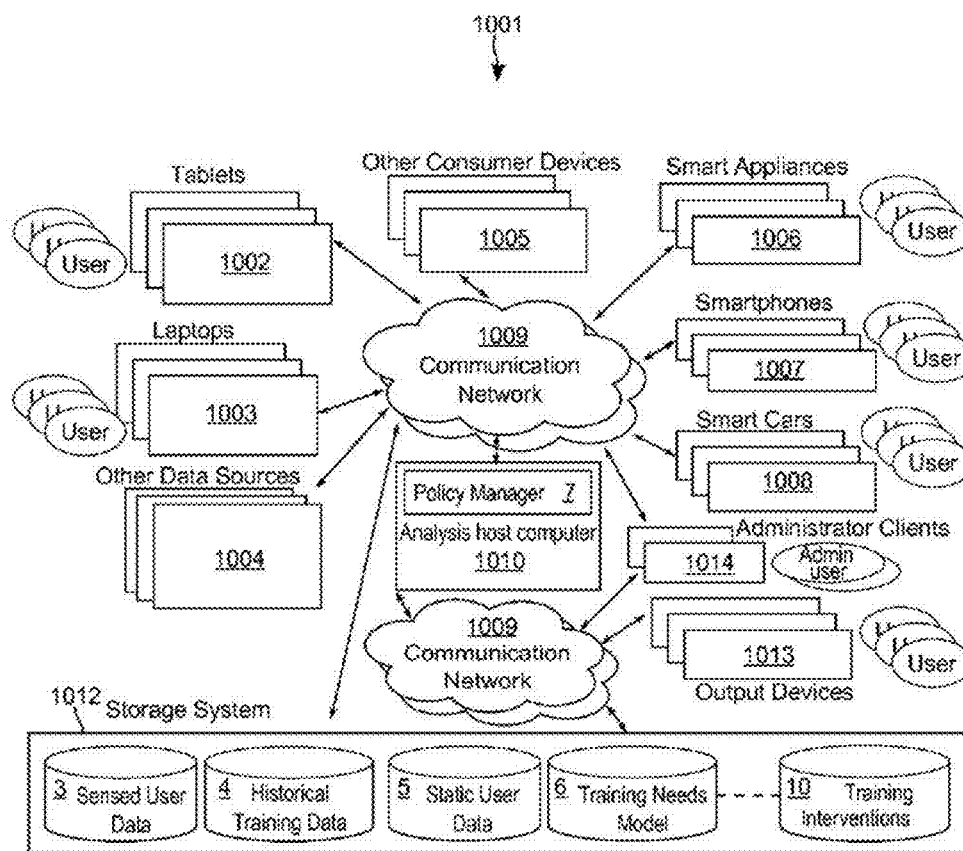 1001
Other Consumer Devices
Smart Appliances
Tablets
1005
1006
User
1002
User
Smartphones
1009
Communication
Network
Laptops
1007
User
1003
User
Smart Cars
Other Data Sources
1008
User
Policy Manager 7
Analysis host computer
1010
Administrator Clients
1004
1014
Admin
user
1009
Communication
Network
1013
User
Output Devices
1012
Storage System
3 Sensed User
Data
4 Historical
Training Data
5 Static User
Data
6 Training Needs
Model
10 Training
Interventions